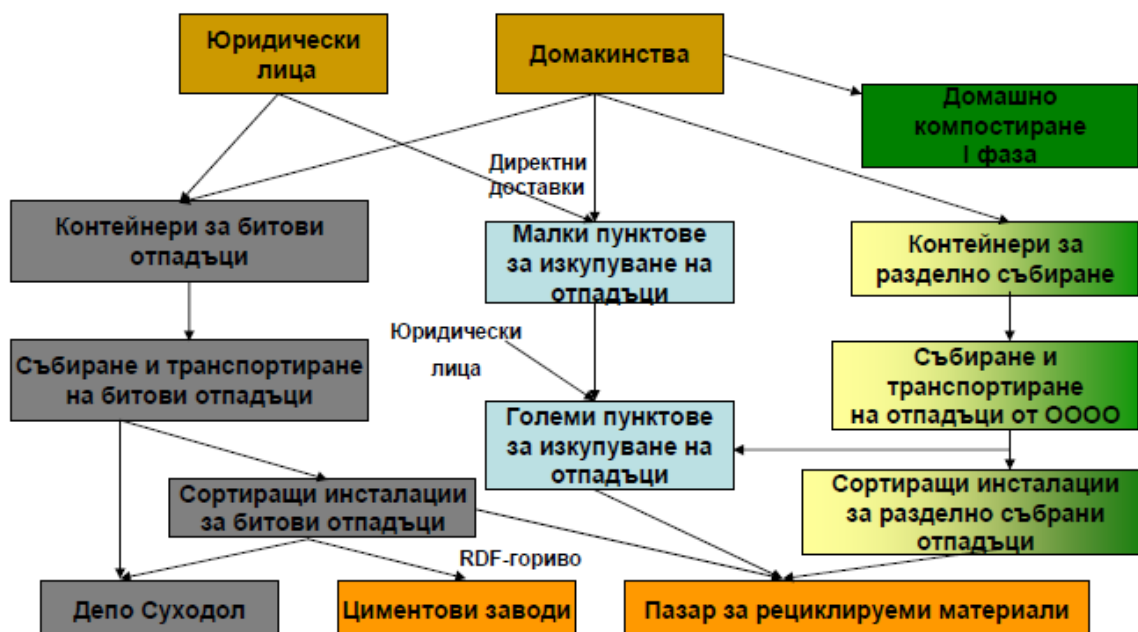 Юридически
лица
Домакинства
Домашно
компостиране
I фаза
Директни
доставки
Контейнери за битови
отпадъци
Малки пунктове
за изкупуване на
отпадъци
Контейнери за
разделно събиране
Юридически
лица
Събиране и транспортиране
на битови отпадъци
Събиране и
транспортиране
на отпадъци от ОООО
Големи пунктове
за изкупуване на
отпадъци
Сортиращи инсталации
за битови отпадъци
Сортиращи инсталации
за разделно събрани
отпадъци
RDF-гориво
Депо Суходол
Циментови заводи
Пазар за рециклируеми материали